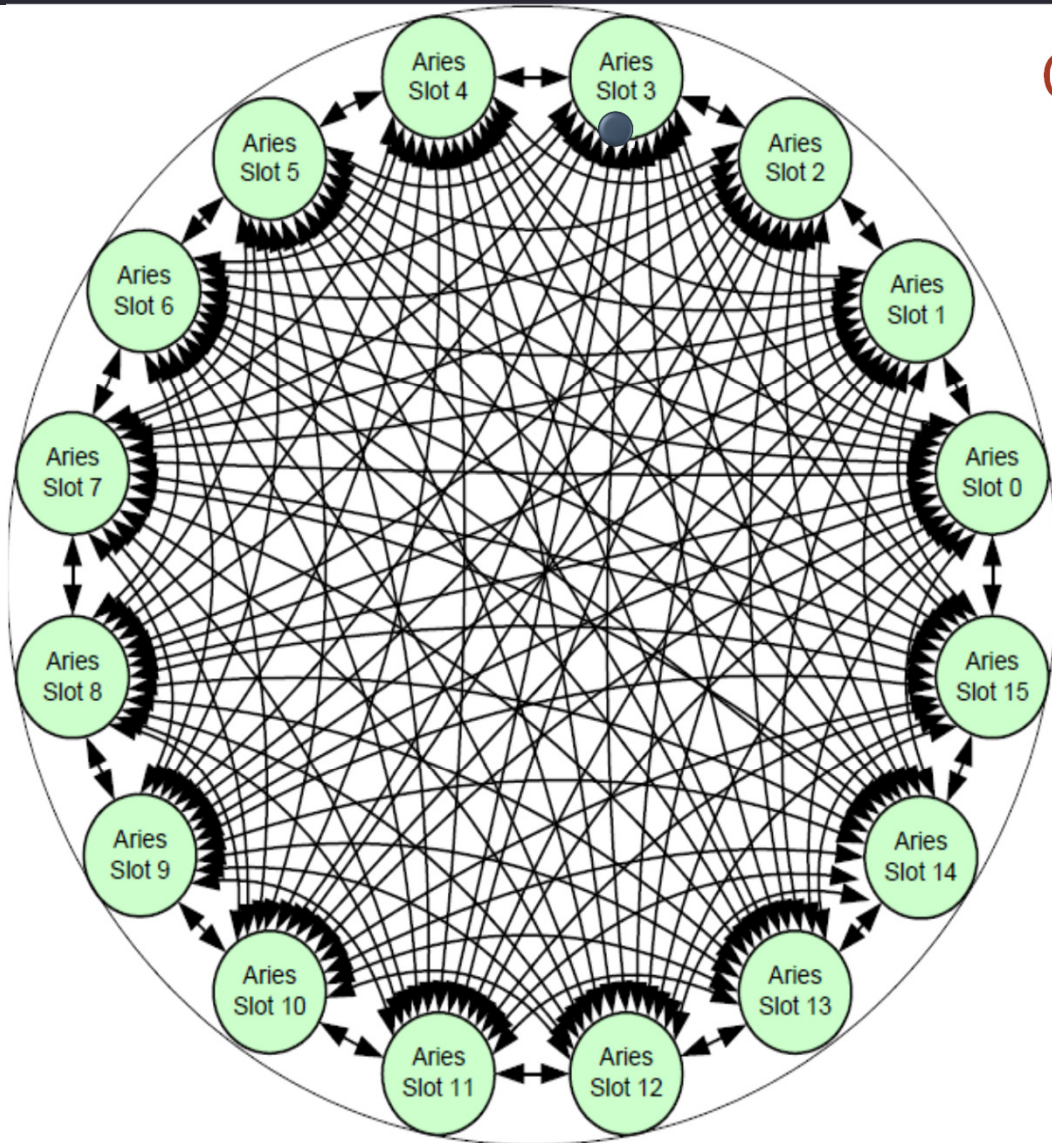 Aries
Slot 4
Aries
Slot 3
Aries
Slot 5
Aries
Slot 2
Aries
Slot 6
Aries
Slot 1
Aries
Slot 7
Aries
Slot 0
Aries
Slot 8
Aries
Slot 15
Aries
Slot 9
Aries
Slot 14
Aries
Slot 10
Aries
Slot 13
Aries
Slot 11
Aries
Slot 12